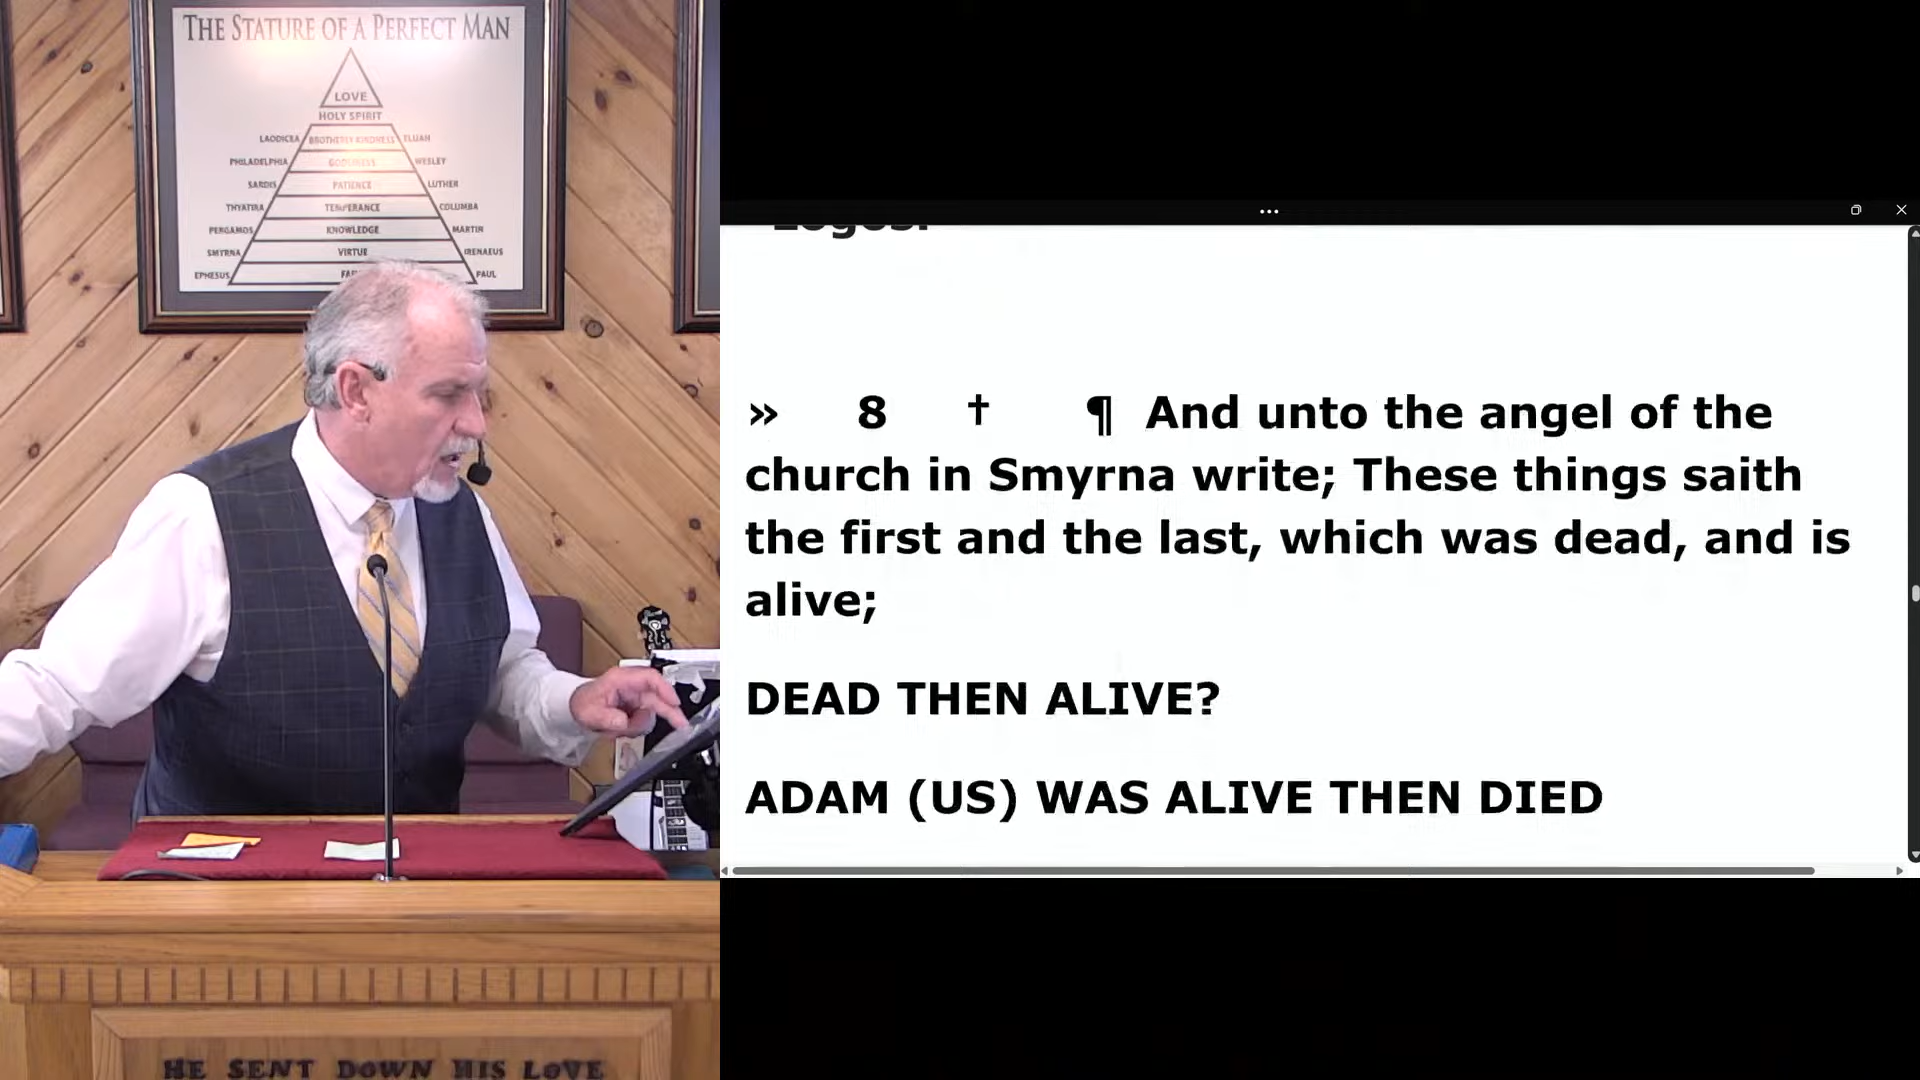 THE STATURE OF A PERFECT MAN
LOVE
HOLY SPIRIT
LAODICEA BROTHERLY KINDNESS ELIJAH
PHILADELPHIA GODLINESS WESLEY
SARDIS PATIENCE LUTHER
THYATIRA TEMPERANCE COLUMBA
PERGAMOS KNOWLEDGE MARTIN
SMYRNA VIRTUE IRENAEUS
EPHESUS PAUL
HE SENT DOWN HIS LOVE
» 8 † ¶ And unto the angel of the
church in Smyrna write; These things saith
the first and the last, which was dead, and is
alive;
DEAD THEN ALIVE?
ADAM (US) WAS ALIVE THEN DIED